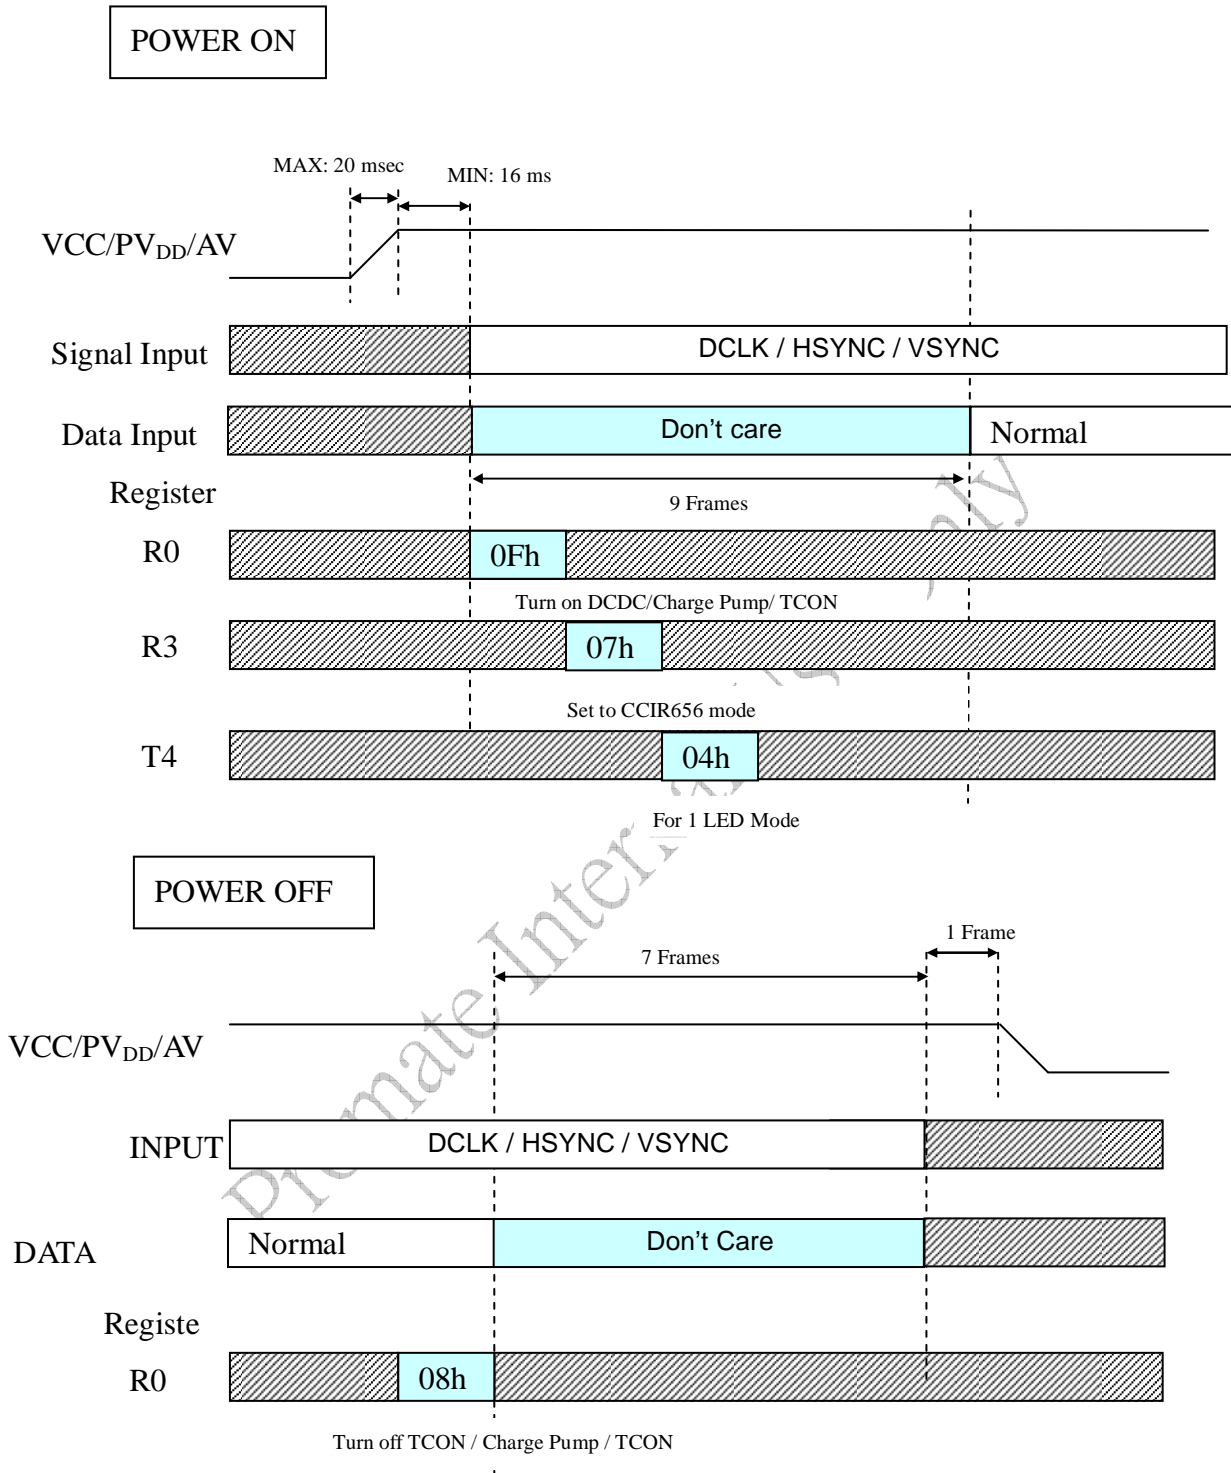 POWER ON
MAX: 20 msec
MIN: 16 ms
VCC/PVDD/AV
Signal Input
DCLK / HSYNC / VSYNC
Data Input
Don't care
Normal
Register
9 Frames
R0
0Fh
Turn on DCDC/Charge Pump/ TCON
R3
07h
Set to CCIR656 mode
T4
04h
For 1 LED Mode
POWER OFF
1 Frame
7 Frames
VCC/PVDD/AV
INPUT
DCLK / HSYNC / VSYNC
DATA
Normal
Don't Care
Registe
R0
08h
Turn off TCON / Charge Pump / TCON